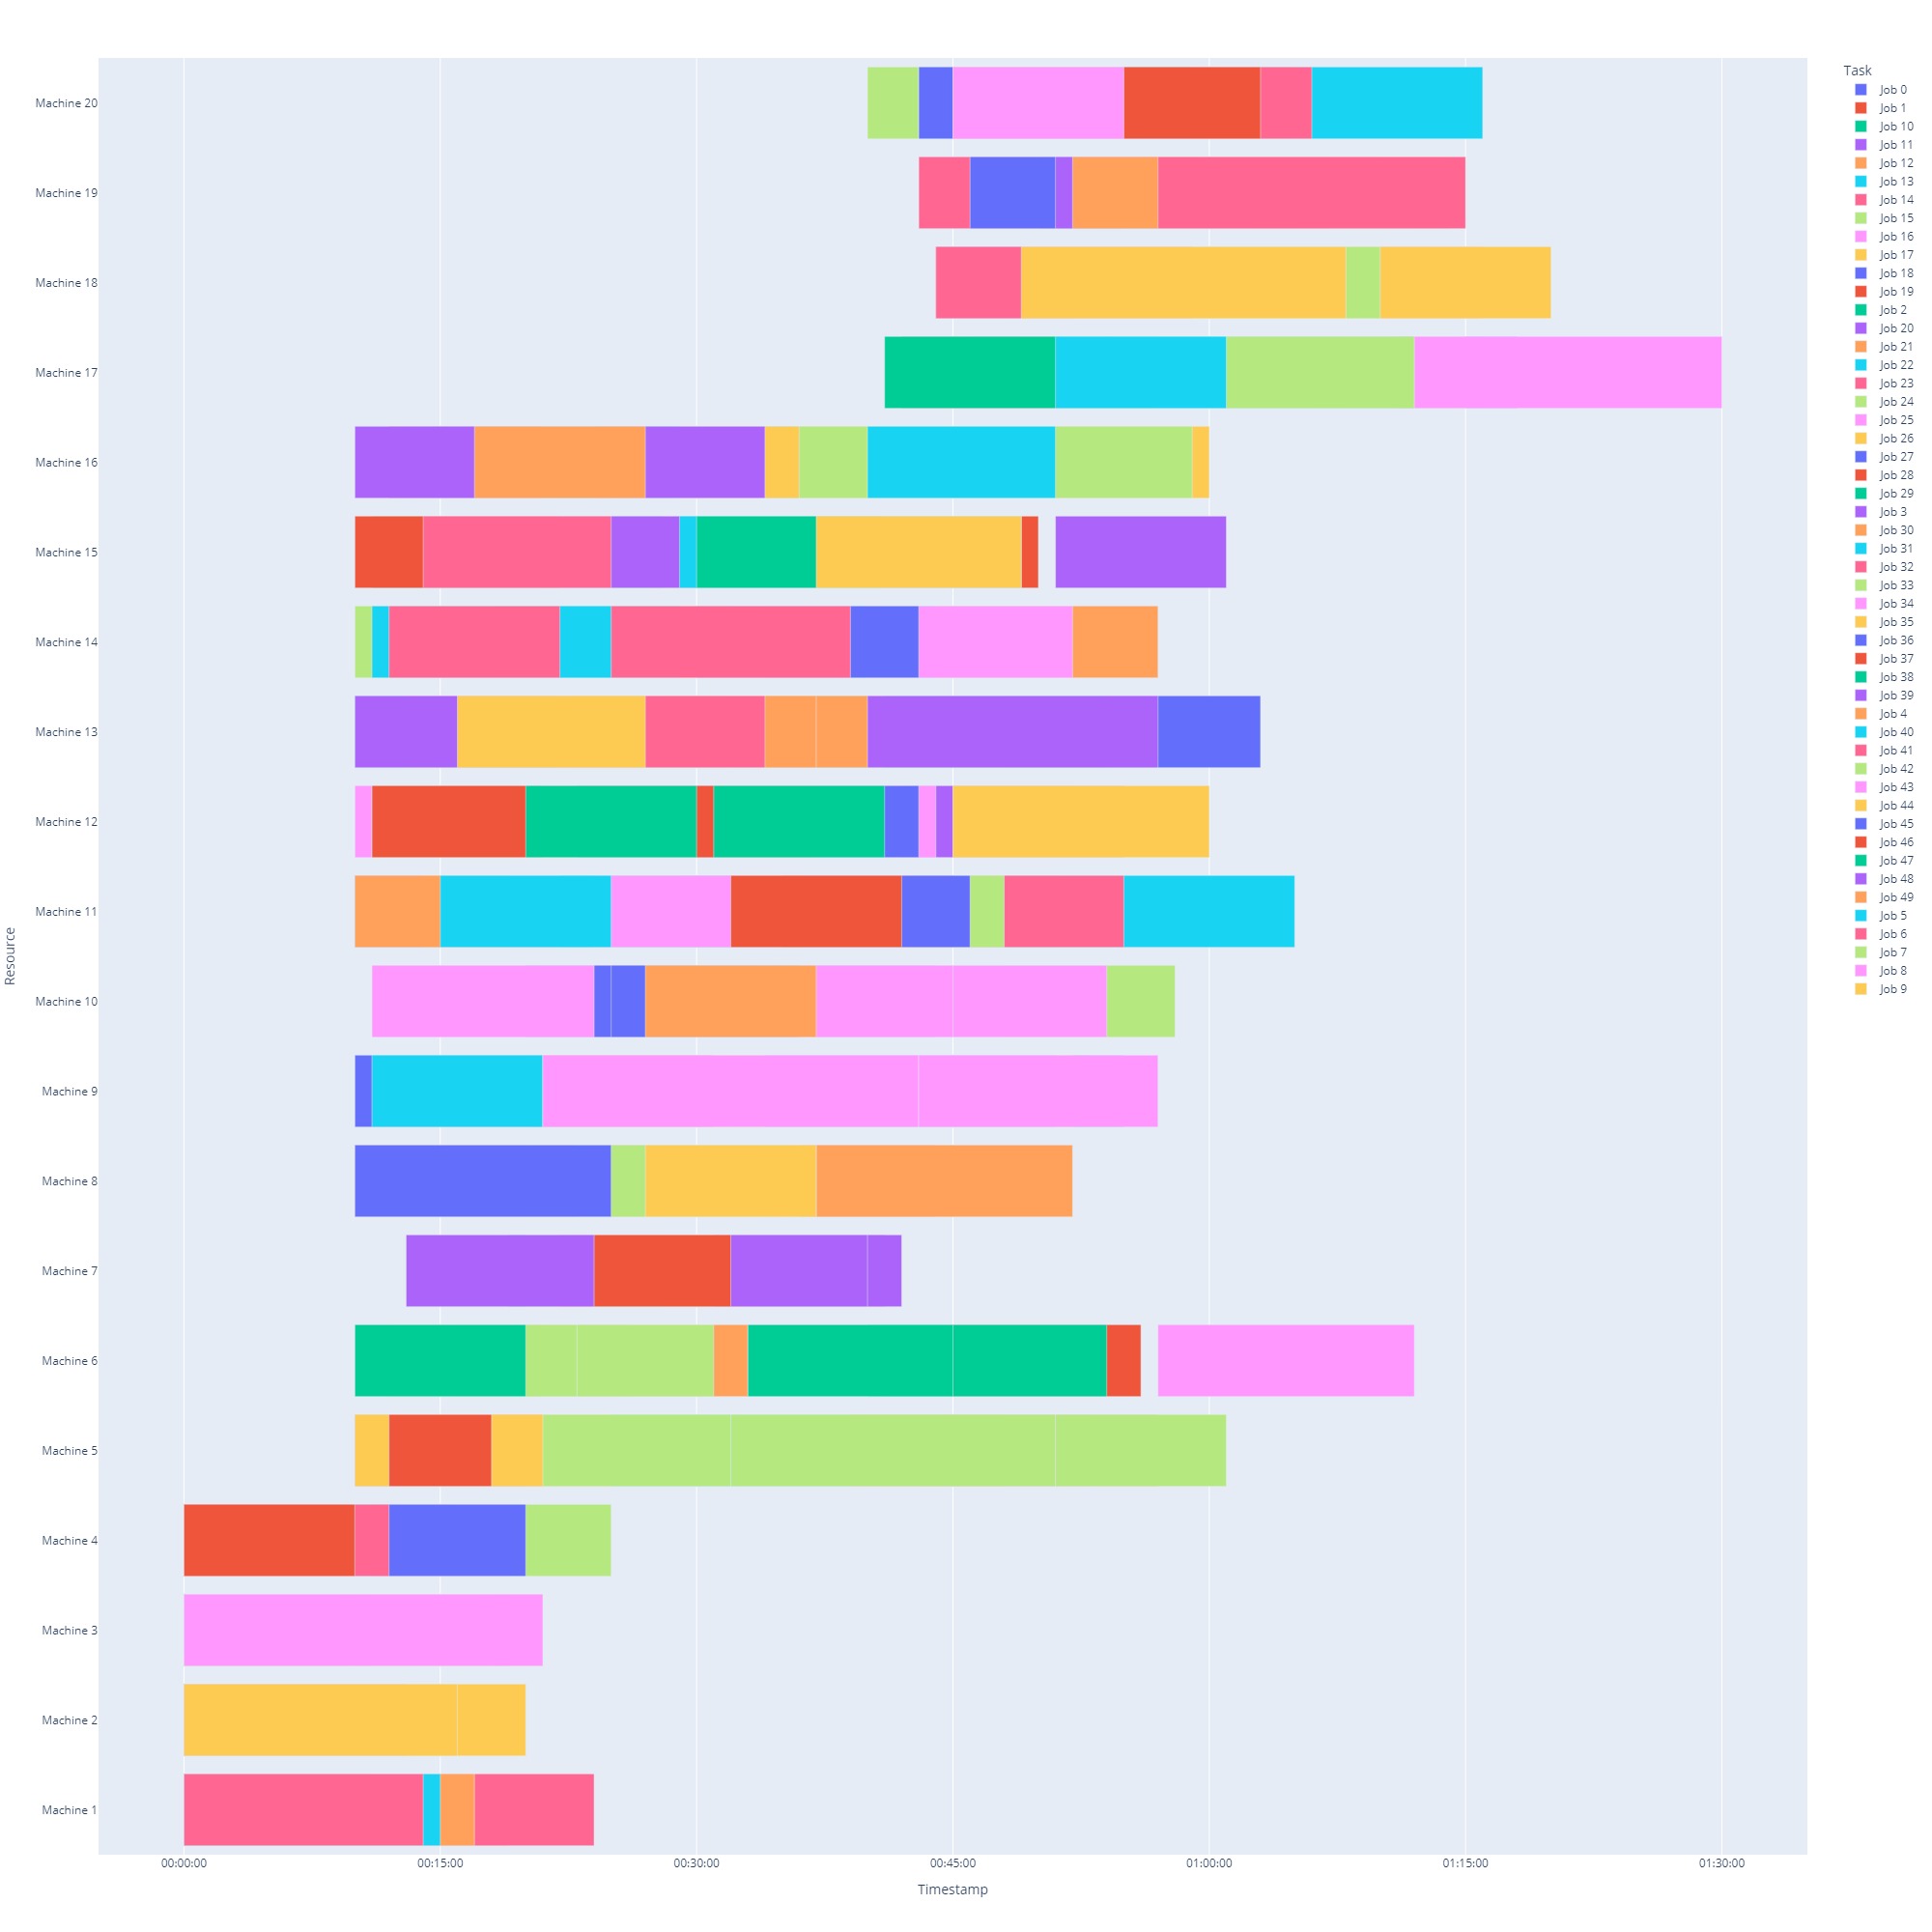 Machine 20
Machine 19
Machine 18
Machine 17
Machine 16
Machine 15
Machine 14
Machine 13
Machine 12
Machine 11
Machine 10
Machine 9
Machine 8
Machine 7
Machine 6
Machine 5
Machine 4
Machine 3
Machine 2
Machine 1
Resource
00:00:00
00:15:00
00:30:00
00:45:00
01:00:00
01:15:00
01:30:00
Timestamp
Task
Job 0
Job 1
Job 10
Job 11
Job 12
Job 13
Job 14
Job 15
Job 16
Job 17
Job 18
Job 19
Job 2
Job 20
Job 21
Job 22
Job 23
Job 24
Job 25
Job 26
Job 27
Job 28
Job 29
Job 3
Job 30
Job 31
Job 32
Job 33
Job 34
Job 35
Job 36
Job 37
Job 38
Job 39
Job 4
Job 40
Job 41
Job 42
Job 43
Job 44
Job 45
Job 46
Job 47
Job 48
Job 49
Job 5
Job 6
Job 7
Job 8
Job 9